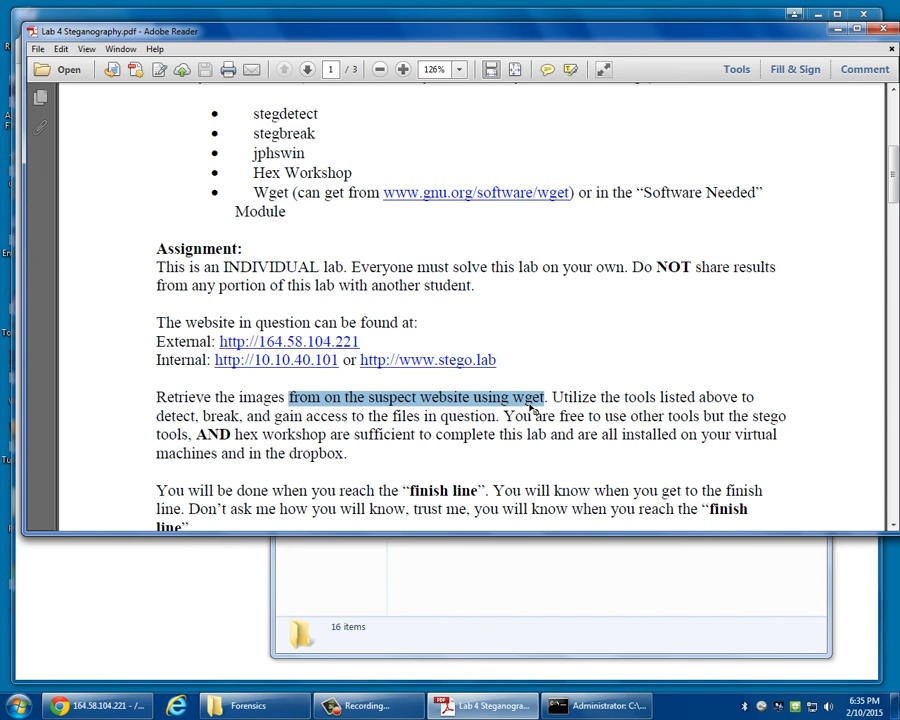 Lab 4 Steganography.pdf - Adobe Reader
File Edit View Window Help
Open 1 / 3 126% Tools Fill & Sign Comment
• stegdetect
• stegbreak
• jphswin
• Hex Workshop
• Wget (can get from www.gnu.org/software/wget) or in the “Software Needed”
Module
Assignment:
This is an INDIVIDUAL lab. Everyone must solve this lab on your own. Do NOT share results
from any portion of this lab with another student.
The website in question can be found at:
External: http://164.58.104.221
Internal: http://10.10.40.101 or http://www.stego.lab
Retrieve the images from on the suspect website using wget. Utilize the tools listed above to
detect, break, and gain access to the files in question. You are free to use other tools but the stego
tools, AND hex workshop are sufficient to complete this lab and are all installed on your virtual
machines and in the dropbox.
You will be done when you reach the “finish line”. You will know when you get to the finish
line. Don’t ask me how you will know, trust me, you will know when you reach the “finish
line”
16 items
164.58.104.221 - /... Forensics Recording... Lab 4 Steganogra... Administrator: C:\... 6:35 PM
2/10/2015